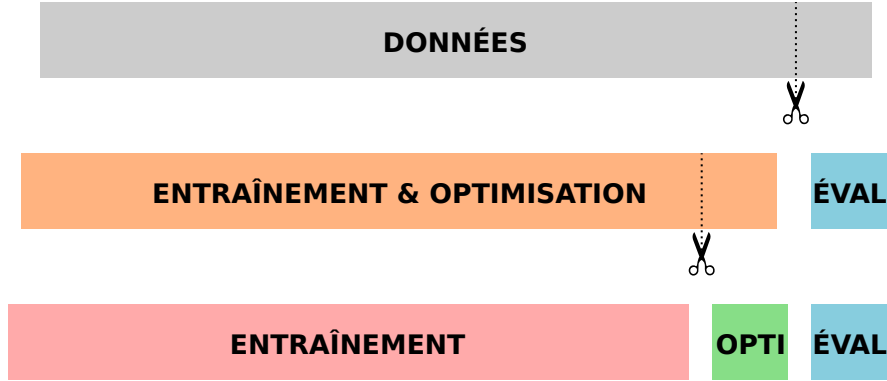 DONNÉES
ENTRAÎNEMENT & OPTIMISATION ÉVAL
ENTRAÎNEMENT OPTI ÉVAL